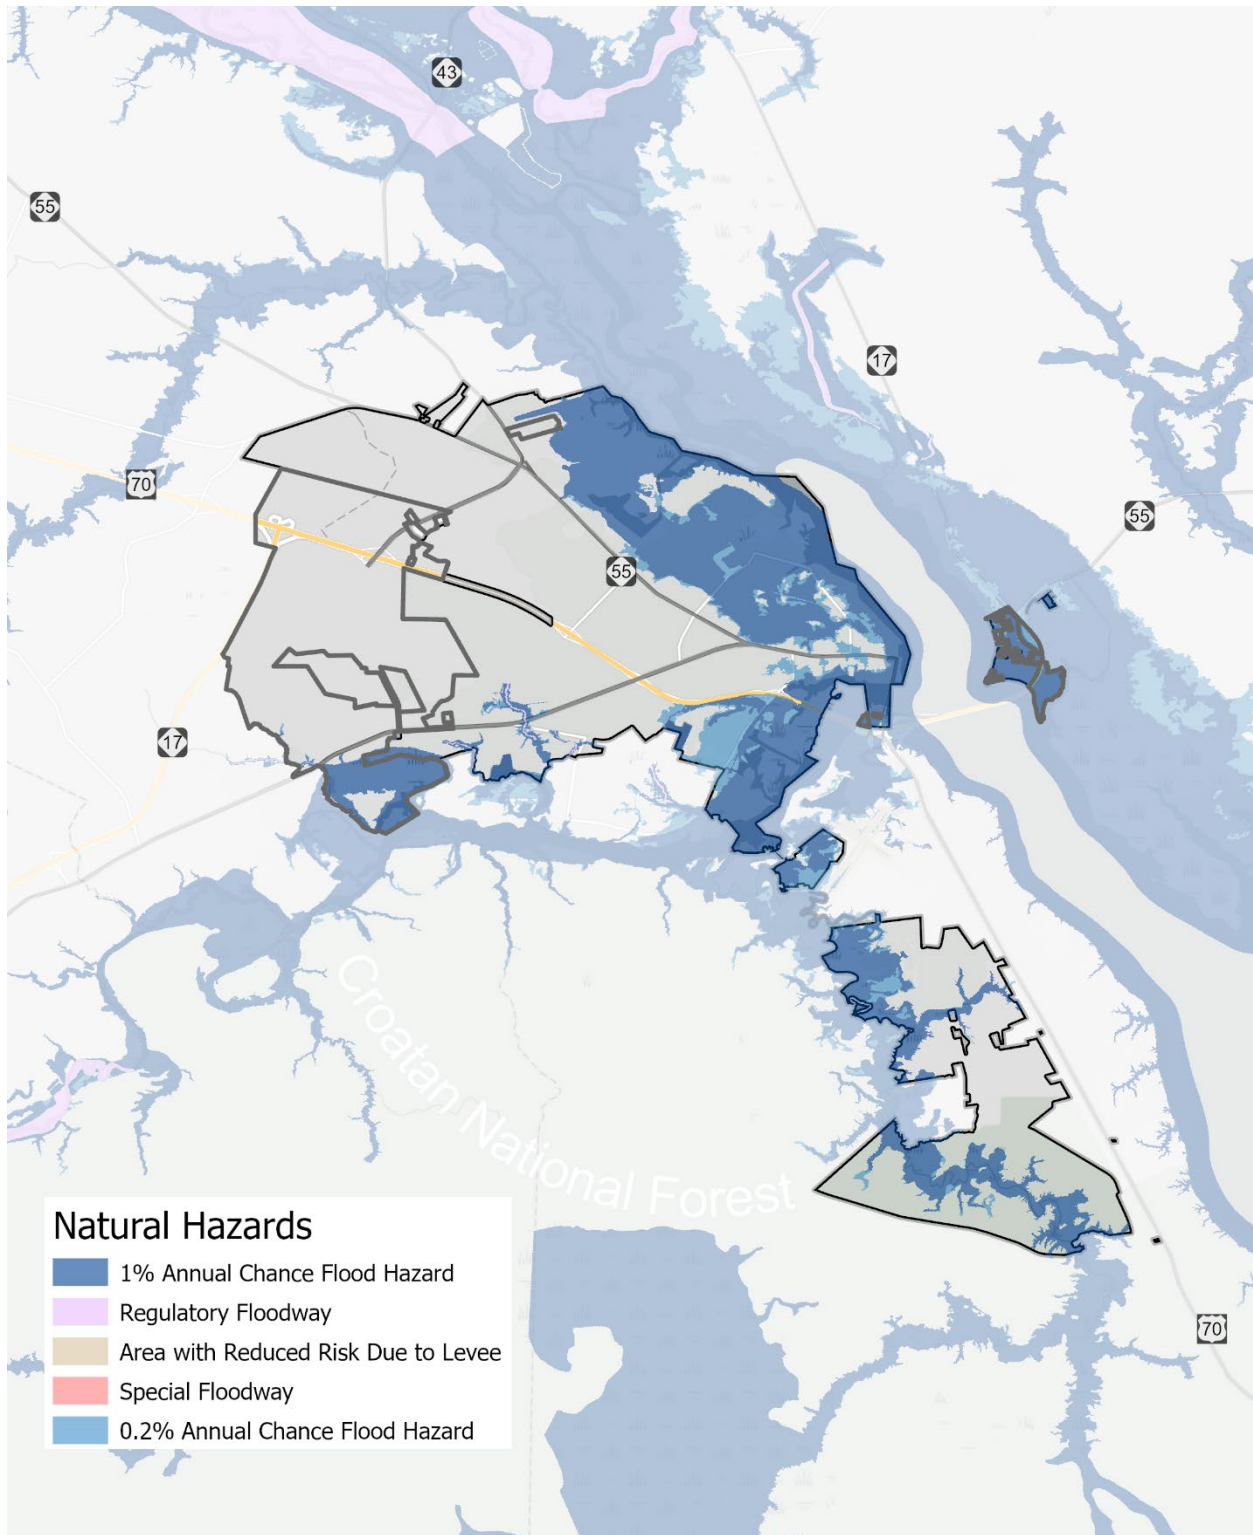 43
55
17
70
55
55
17
Croatan National Forest
Natural Hazards
1% Annual Chance Flood Hazard
Regulatory Floodway
Area with Reduced Risk Due to Levee
Special Floodway
0.2% Annual Chance Flood Hazard
70